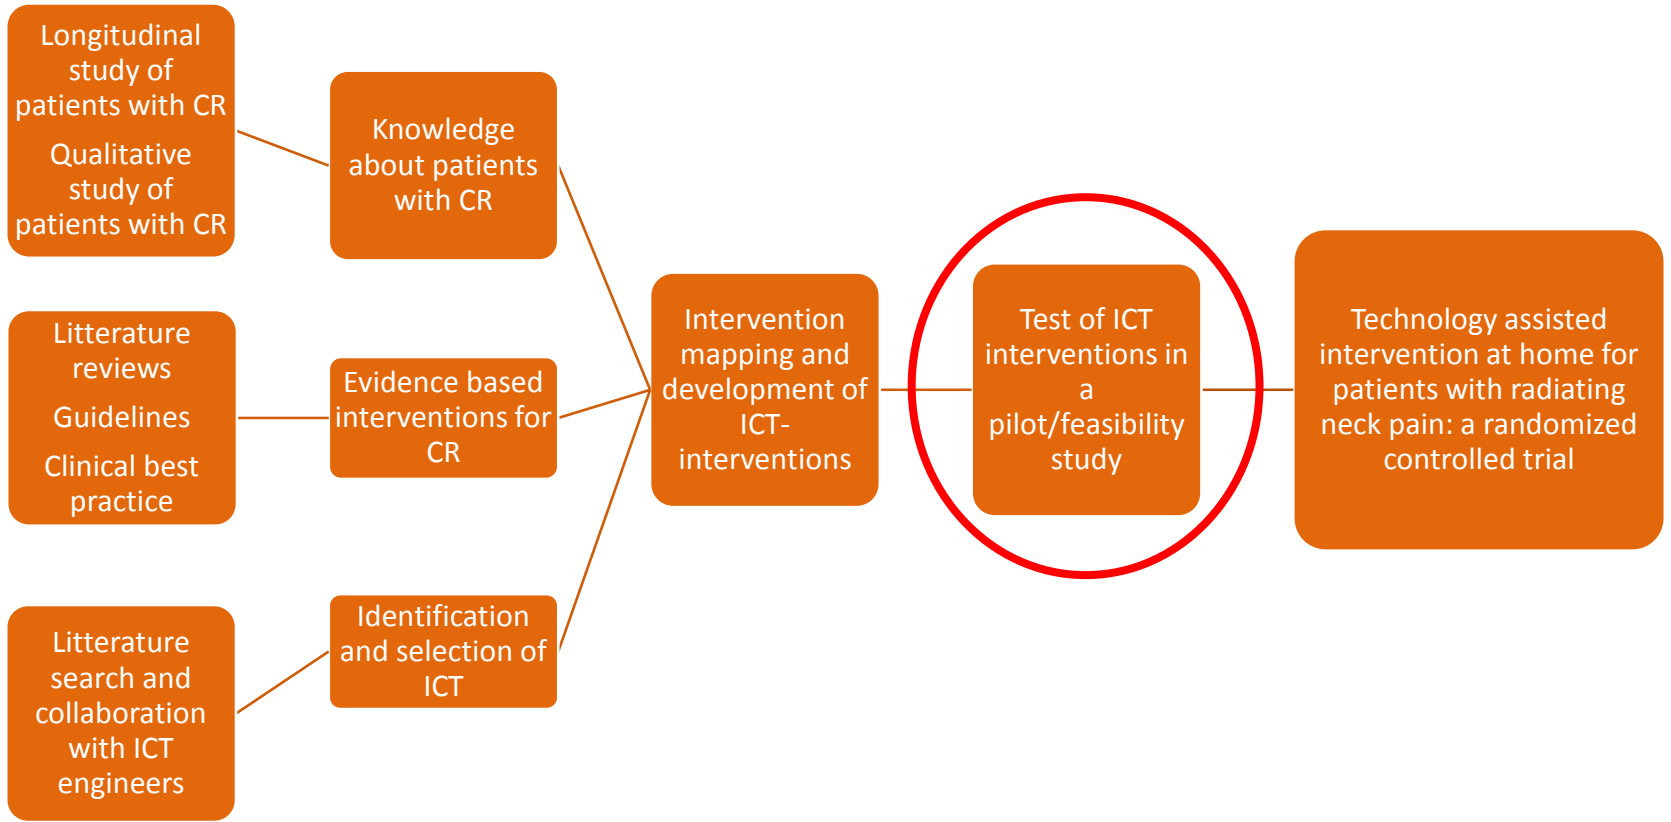 Longitudinal
study of
patients with CR
Qualitative
study of
patients with CR
Knowledge
about patients
with CR
Litterature
reviews
Guidelines
Clinical best
practice
Evidence based
interventions for
CR
Litterature
search and
collaboration
with ICT
engineers
Identification
and selection of
ICT
Intervention
mapping and
development of
ICT-
interventions
Test of ICT
interventions in
a
pilot/feasibility
study
Technology assisted
intervention at home for
patients with radiating
neck pain: a randomized
controlled trial